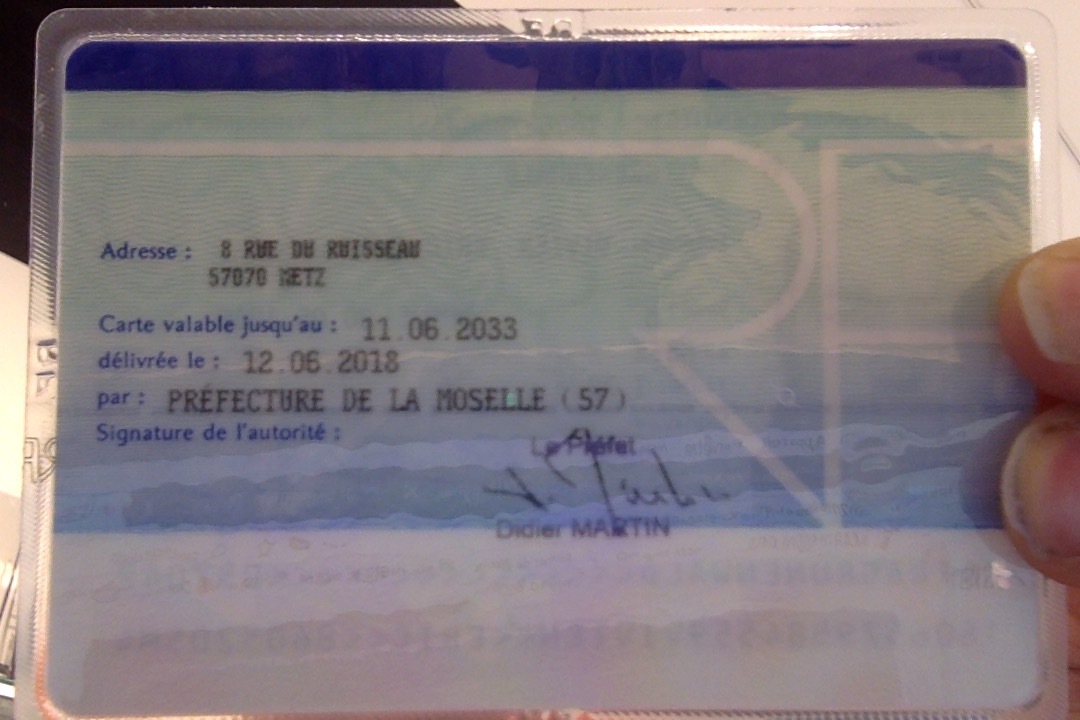 Adresse : 8 RUE DU RUISSEAU
57070 METZ
Carte valable jusqu'au : 11.06.2033
délivrée le : 12.06.2018
par : PRÉFECTURE DE LA MOSELLE (57)
Signature de l'autorité :
Le Préfet
Didier MARTIN